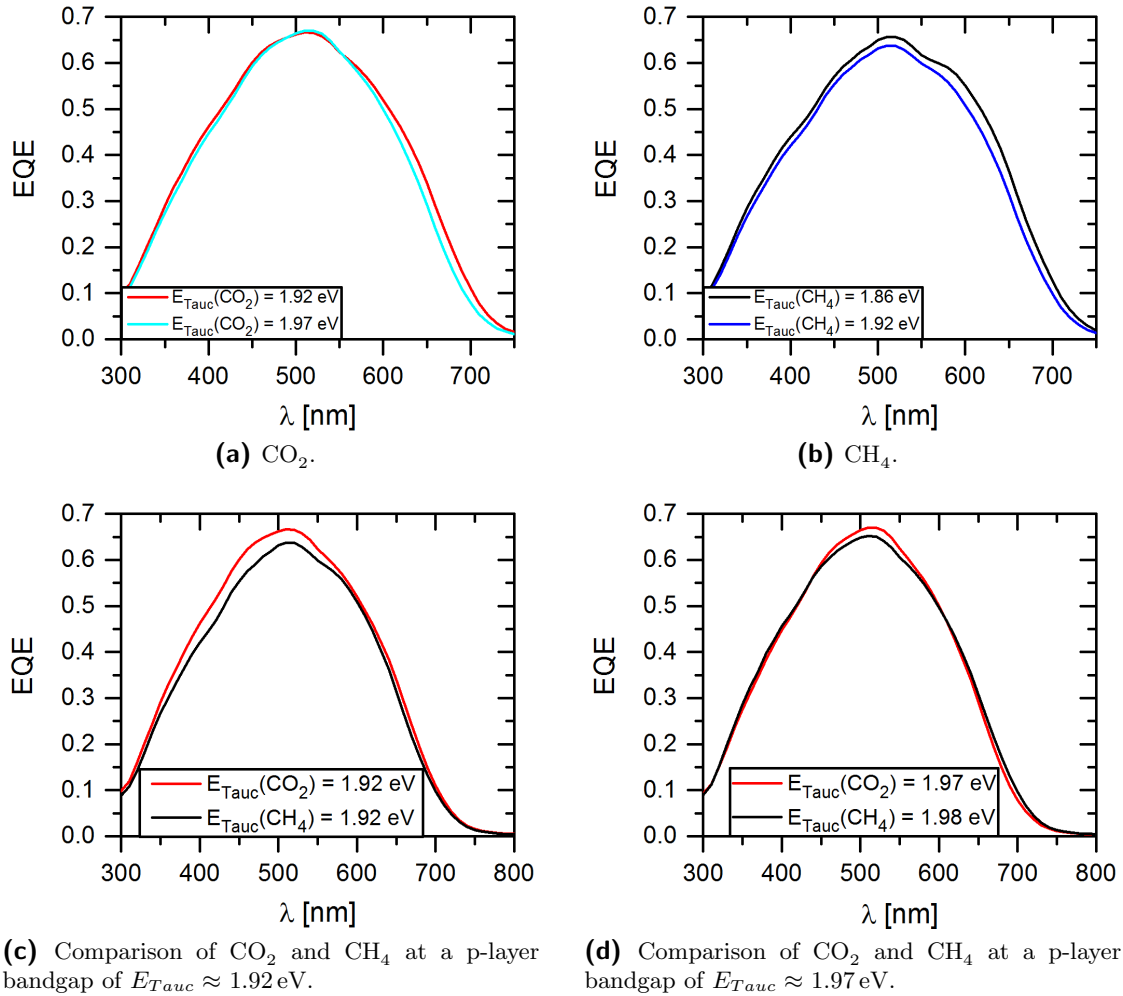 0.7
0.6
0.5
0.4
0.3
0.2
0.1
0.0
EQE
E_Tauc(CO₂) = 1.92 eV
E_Tauc(CO₂) = 1.97 eV
300 400 500 600 700
λ [nm]
(a) CO₂.
0.7
0.6
0.5
0.4
0.3
0.2
0.1
0.0
EQE
E_Tauc(CH₄) = 1.86 eV
E_Tauc(CH₄) = 1.92 eV
300 400 500 600 700
λ [nm]
(b) CH₄.
0.7
0.6
0.5
0.4
0.3
0.2
0.1
0.0
EQE
E_Tauc(CO₂) = 1.92 eV
E_Tauc(CH₄) = 1.92 eV
300 400 500 600 700 800
λ [nm]
(c) Comparison of CO₂ and CH₄ at a p-layer
bandgap of E_Tauc ≈ 1.92 eV.
0.7
0.6
0.5
0.4
0.3
0.2
0.1
0.0
EQE
E_Tauc(CO₂) = 1.97 eV
E_Tauc(CH₄) = 1.98 eV
300 400 500 600 700 800
λ [nm]
(d) Comparison of CO₂ and CH₄ at a p-layer
bandgap of E_Tauc ≈ 1.97 eV.